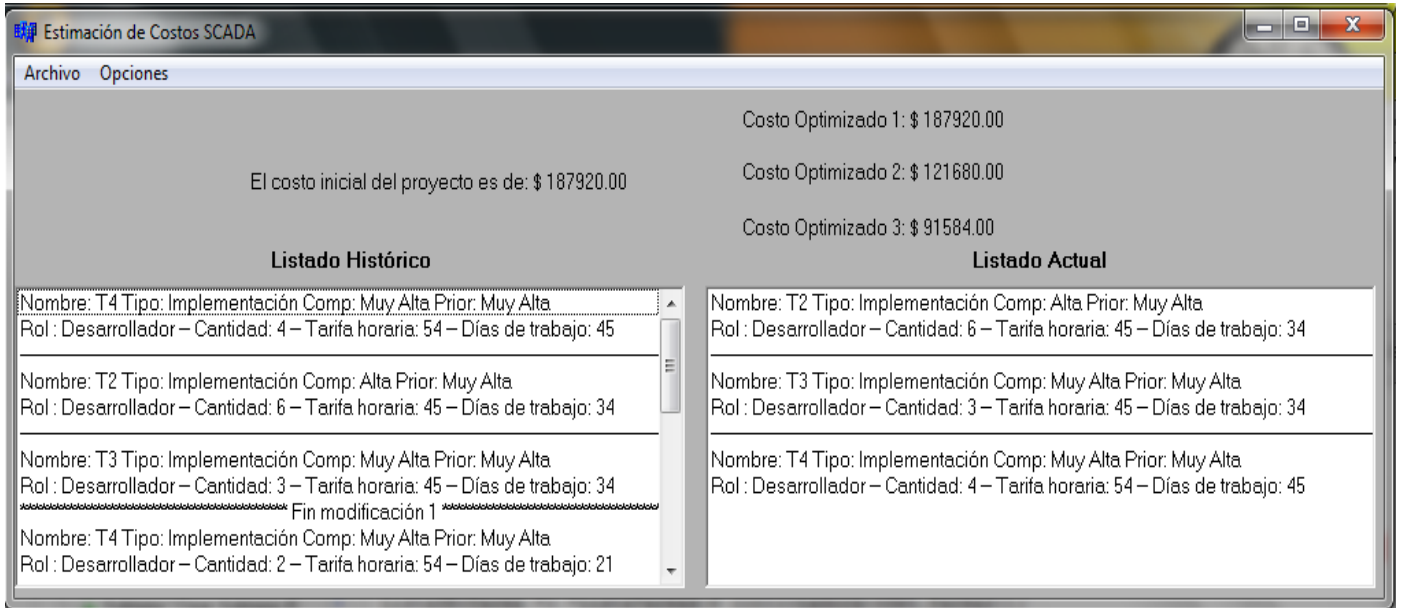 Estimación de Costos SCADA
Archivo Opciones
Costo Optimizado 1: $ 187920.00
El costo inicial del proyecto es de: $ 187920.00
Costo Optimizado 2: $ 121680.00
Costo Optimizado 3: $ 91584.00
Listado Histórico
Nombre: T4 Tipo: Implementación Comp: Muy Alta Prior: Muy Alta
Rol : Desarrollador – Cantidad: 4 – Tarifa horaria: 54 – Días de trabajo: 45
Nombre: T2 Tipo: Implementación Comp: Alta Prior: Muy Alta
Rol : Desarrollador – Cantidad: 6 – Tarifa horaria: 45 – Días de trabajo: 34
Nombre: T3 Tipo: Implementación Comp: Muy Alta Prior: Muy Alta
Rol : Desarrollador – Cantidad: 3 – Tarifa horaria: 45 – Días de trabajo: 34
Fin modificación 1
Nombre: T4 Tipo: Implementación Comp: Muy Alta Prior: Muy Alta
Rol : Desarrollador – Cantidad: 2 – Tarifa horaria: 54 – Días de trabajo: 21
Listado Actual
Nombre: T2 Tipo: Implementación Comp: Alta Prior: Muy Alta
Rol : Desarrollador – Cantidad: 6 – Tarifa horaria: 45 – Días de trabajo: 34
Nombre: T3 Tipo: Implementación Comp: Muy Alta Prior: Muy Alta
Rol : Desarrollador – Cantidad: 3 – Tarifa horaria: 45 – Días de trabajo: 34
Nombre: T4 Tipo: Implementación Comp: Muy Alta Prior: Muy Alta
Rol : Desarrollador – Cantidad: 4 – Tarifa horaria: 54 – Días de trabajo: 45